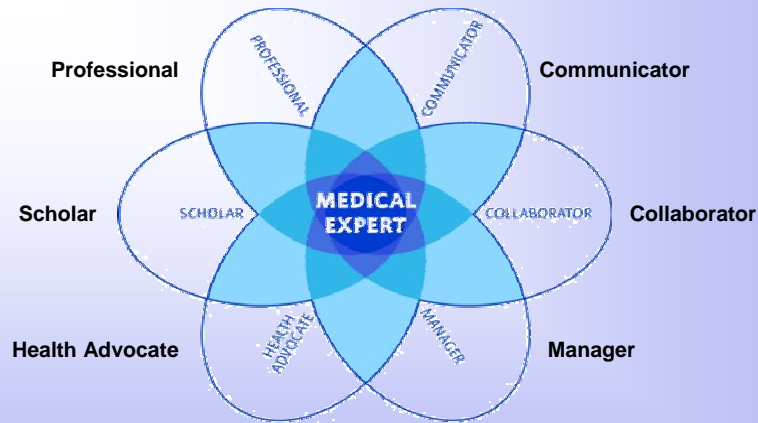 Professional
PROFESSIONAL
COMMUNICATOR
Communicator
Scholar
SCHOLAR
MEDICAL
EXPERT
COLLABORATOR
Collaborator
Health Advocate
HEALTH
ADVOCATE
MANAGER
Manager